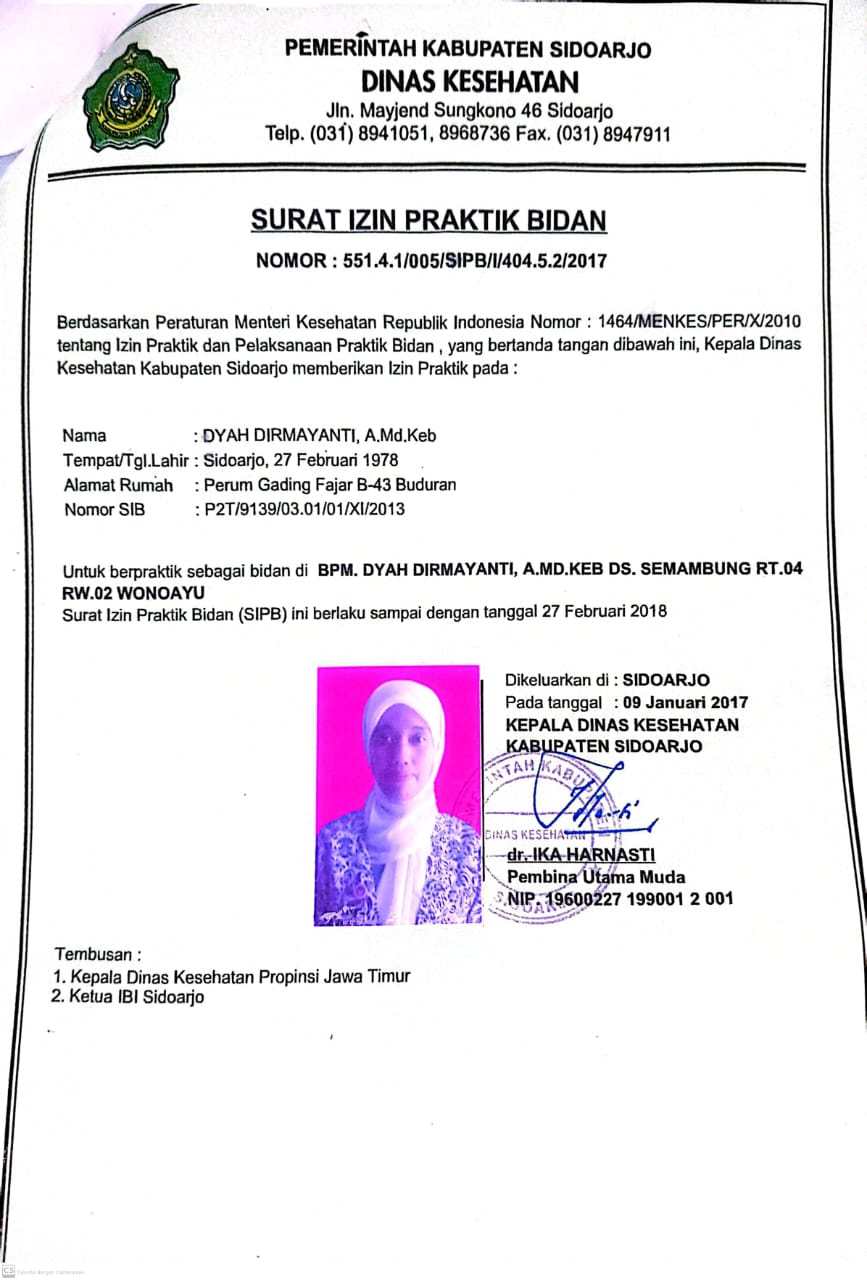 PEMERINTAH KABUPATEN SIDOARJO
DINAS KESEHATAN
Jln. Mayjend Sungkono 46 Sidoarjo
Telp. (031) 8941051, 8968736 Fax. (031) 8947911
SURAT IZIN PRAKTIK BIDAN
NOMOR : 551.4.1/005/SIPB/I/404.5.2/2017
Berdasarkan Peraturan Menteri Kesehatan Republik Indonesia Nomor : 1464/MENKES/PER/X/2010
tentang Izin Praktik dan Pelaksanaan Praktik Bidan , yang bertanda tangan dibawah ini, Kepala Dinas
Kesehatan Kabupaten Sidoarjo memberikan Izin Praktik pada :
Nama : DYAH DIRMAYANTI, A.Md.Keb
Tempat/Tgl.Lahir : Sidoarjo, 27 Februari 1978
Alamat Rumah : Perum Gading Fajar B-43 Buduran
Nomor SIB : P2T/9139/03.01/01/XI/2013
Untuk berpraktik sebagai bidan di BPM. DYAH DIRMAYANTI, A.MD.KEB DS. SEMAMBUNG RT.04
RW.02 WONOAYU
Surat Izin Praktik Bidan (SIPB) ini berlaku sampai dengan tanggal 27 Februari 2018
Dikeluarkan di : SIDOARJO
Pada tanggal : 09 Januari 2017
KEPALA DINAS KESEHATAN
KABUPATEN SIDOARJO
DINAS KESEHATAN
dr. IKA HARNASTI
Pembina Utama Muda
NIP. 19600227 199001 2 001
Tembusan :
1. Kepala Dinas Kesehatan Propinsi Jawa Timur
2. Ketua IBI Sidoarjo
CS